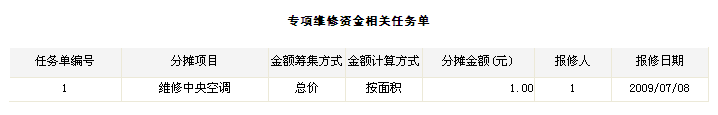 专项维修资金相关任务单
任务单编号 分摊项目 金额筹集方式 金额计算方式 分摊金额(元) 报修人 报修日期
1 维修中央空调 总价 按面积 1.00 1 2009/07/08